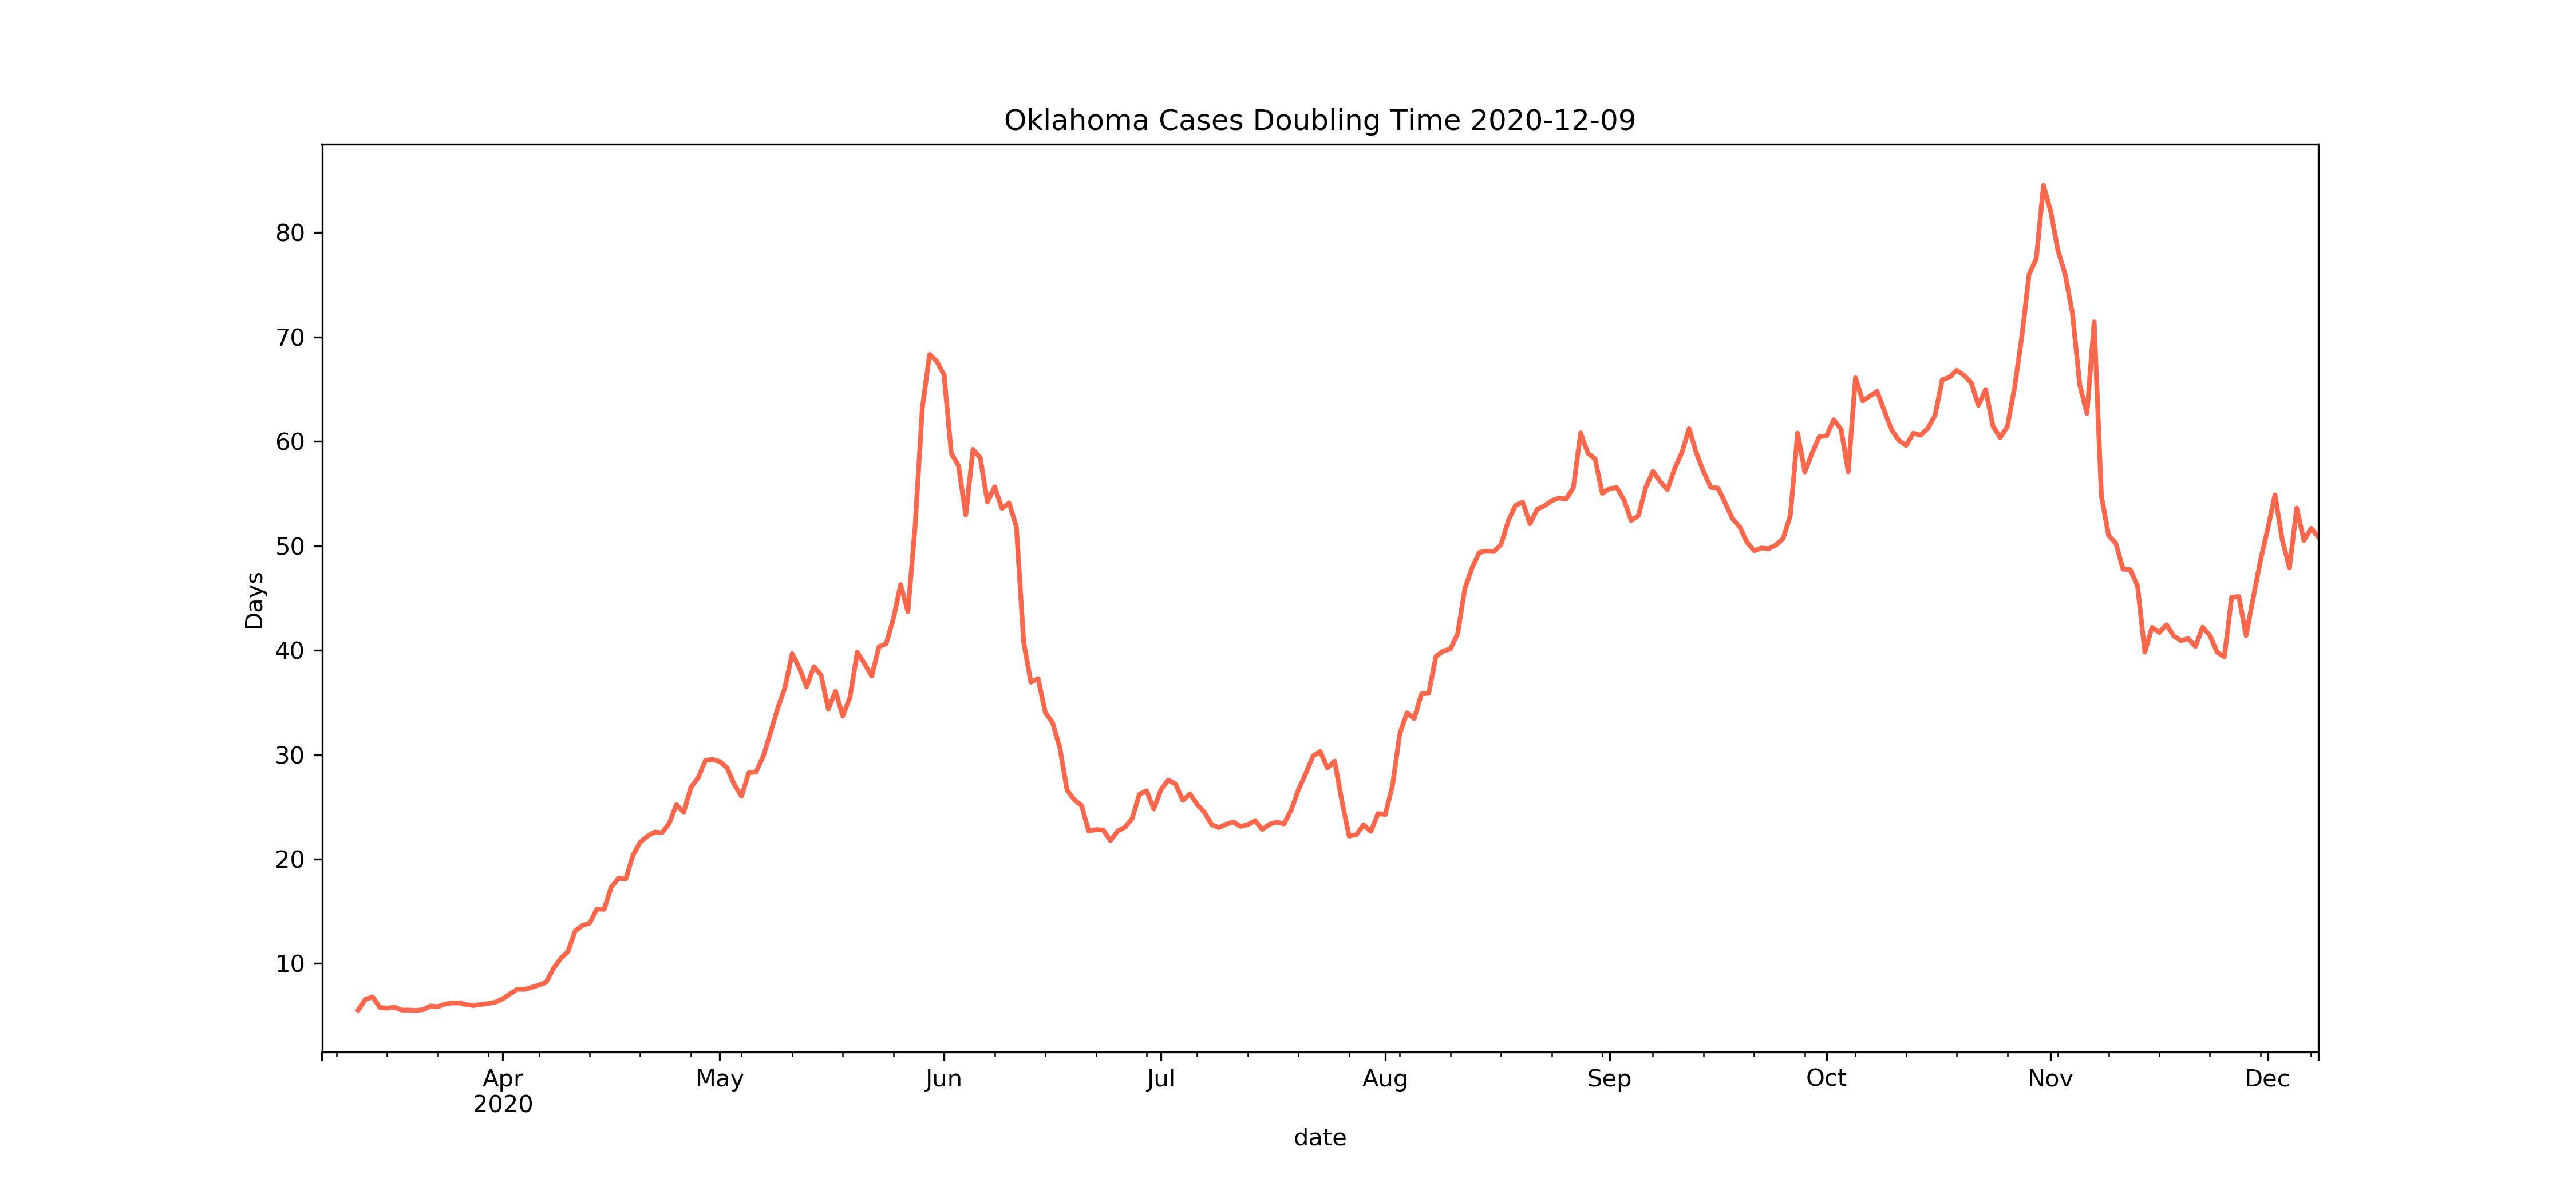 Oklahoma Cases Doubling Time 2020-12-09
80
70
60
50
40
30
20
10
Days
Apr May Jun Jul Aug Sep Oct Nov Dec
2020
date